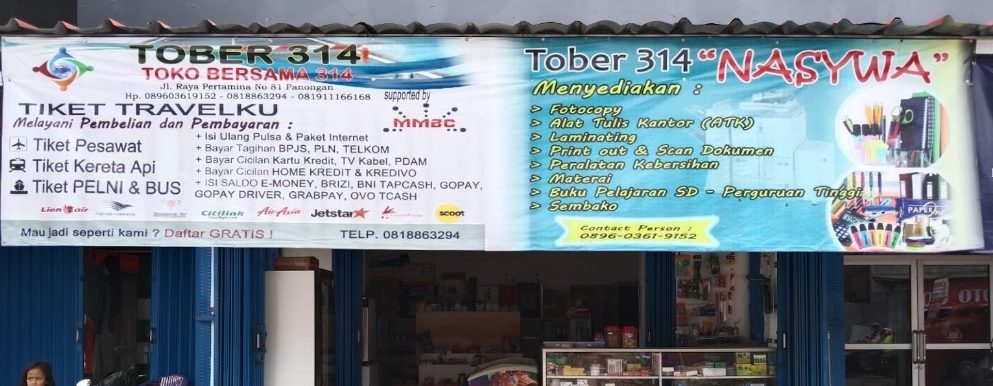 TOBER 314
TOKO BERSAMA 314
Jl. Raya Pertamina No 81 Panongan
Hp. 089603619152 - 0818863294 - 081911166168
TIKET TRAVELKU
supported by
MMBC
Melayani Pembelian dan Pembayaran :
Tiket Pesawat
Tiket Kereta Api
Tiket PELNI & BUS
+ Isi Ulang Pulsa & Paket Internet
+ Bayar Tagihan BPJS, PLN, TELKOM
+ Bayar Cicilan Kartu Kredit, TV Kabel, PDAM
+ Bayar Cicilan HOME KREDIT & KREDIVO
+ ISI SALDO E-MONEY, BRIZI, BNI TAPCASH, GOPAY,
GOPAY DRIVER, GRABPAY, OVO TCASH
Lion air
Garuda Indonesia
Citilink
AirAsia
Jetstar
scoot
Mau jadi seperti kami ? Daftar GRATIS !
TELP. 0818863294
Tober 314 "NASYWA"
Menyediakan :
> Fotocopy
> Alat Tulis Kantor (ATK)
> Laminating
> Print out & Scan Dokumen
> Peralatan Kebersihan
> Materai
> Buku Pelajaran SD - Perguruan Tinggi
> Sembako
Contact Person :
0896-0361-9152
OTO